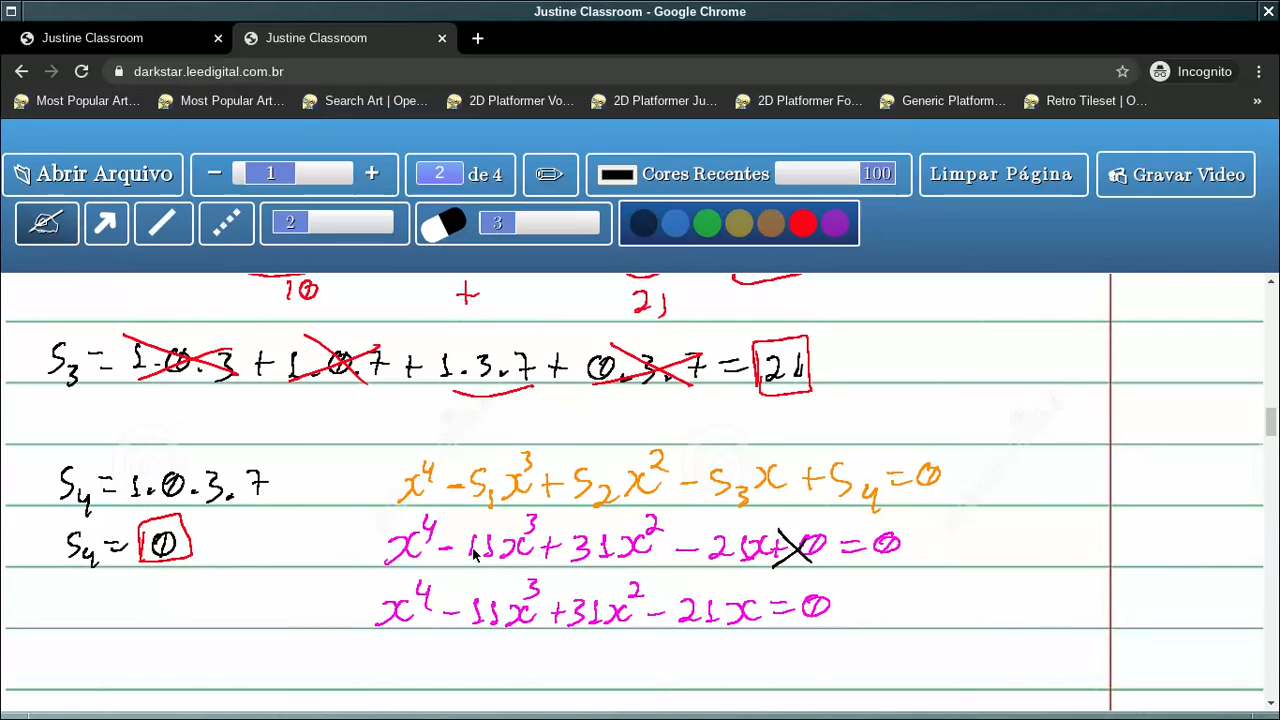 Justine Classroom - Google Chrome
Justine Classroom
Justine Classroom
darkstar.leedigital.com.br
Incognito
Most Popular Art...
Most Popular Art...
Search Art | Ope...
2D Platformer Vo...
2D Platformer Ju...
2D Platformer Fo...
Generic Platform...
Retro Tileset | O...
»
Abrir Arquivo
− 1 +
2 de 4
Cores Recentes 100
Limpar Página
Gravar Video
2
3
10 + 21
S₃ = 1.0.3 + 1.0.7 + 1.3.7 + 0.3.7 = 21
S₄ = 1.0.3.7
x⁴ - S₁x³ + S₂x² - S₃x + S₄ = 0
S₄ = 0
x⁴ - 11x³ + 31x² - 21x + 0 = 0
x⁴ - 11x³ + 31x² - 21x = 0